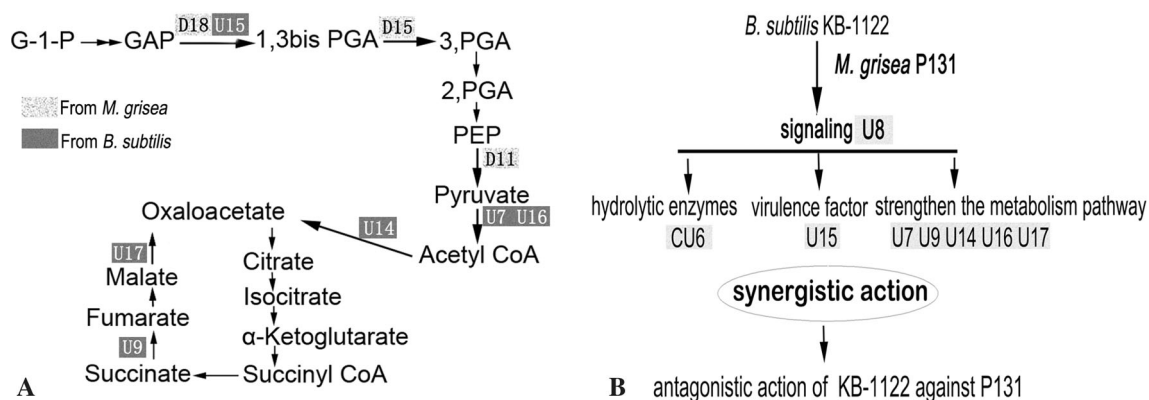 G-1-P GAP D18 U15 1,3bis PGA D15 3,PGA
2,PGA
PEP
D11
Pyruvate
U7 U16
Acetyl CoA
U14
Oxaloacetate
Citrate
Isocitrate
α-Ketoglutarate
Succinyl CoA
Succinate
U9
Fumarate
Malate
U17
From M. grisea
From B. subtilis
A
B. subtilis KB-1122
M. grisea P131
signaling U8
hydrolytic enzymes virulence factor strengthen the metabolism pathway
CU6 U15 U7 U9 U14 U16 U17
synergistic action
antagonistic action of KB-1122 against P131
B